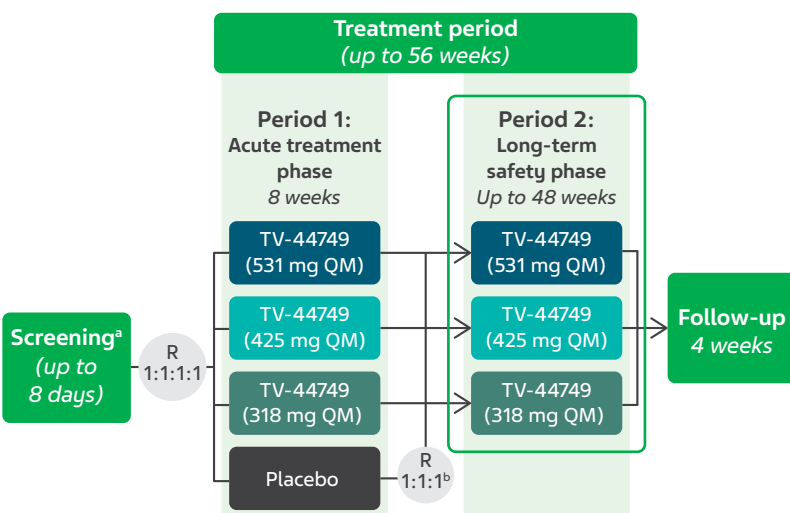 Treatment period
(up to 56 weeks)
Period 1:
Acute treatment
phase
8 weeks
Period 2:
Long-term
safety phase
Up to 48 weeks
TV-44749
(531 mg QM)
TV-44749
(531 mg QM)
TV-44749
(425 mg QM)
TV-44749
(425 mg QM)
TV-44749
(318 mg QM)
TV-44749
(318 mg QM)
Placebo
Screeningᵃ
(up to
8 days)
R
1:1:1:1
R
1:1:1ᵇ
Follow-up
4 weeks